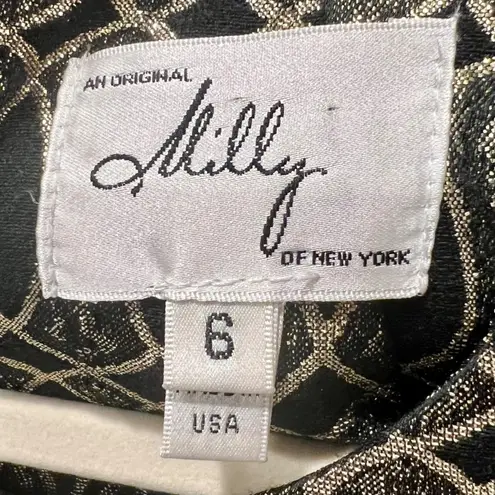 AN ORIGINAL
Milly
OF NEW YORK
6
USA